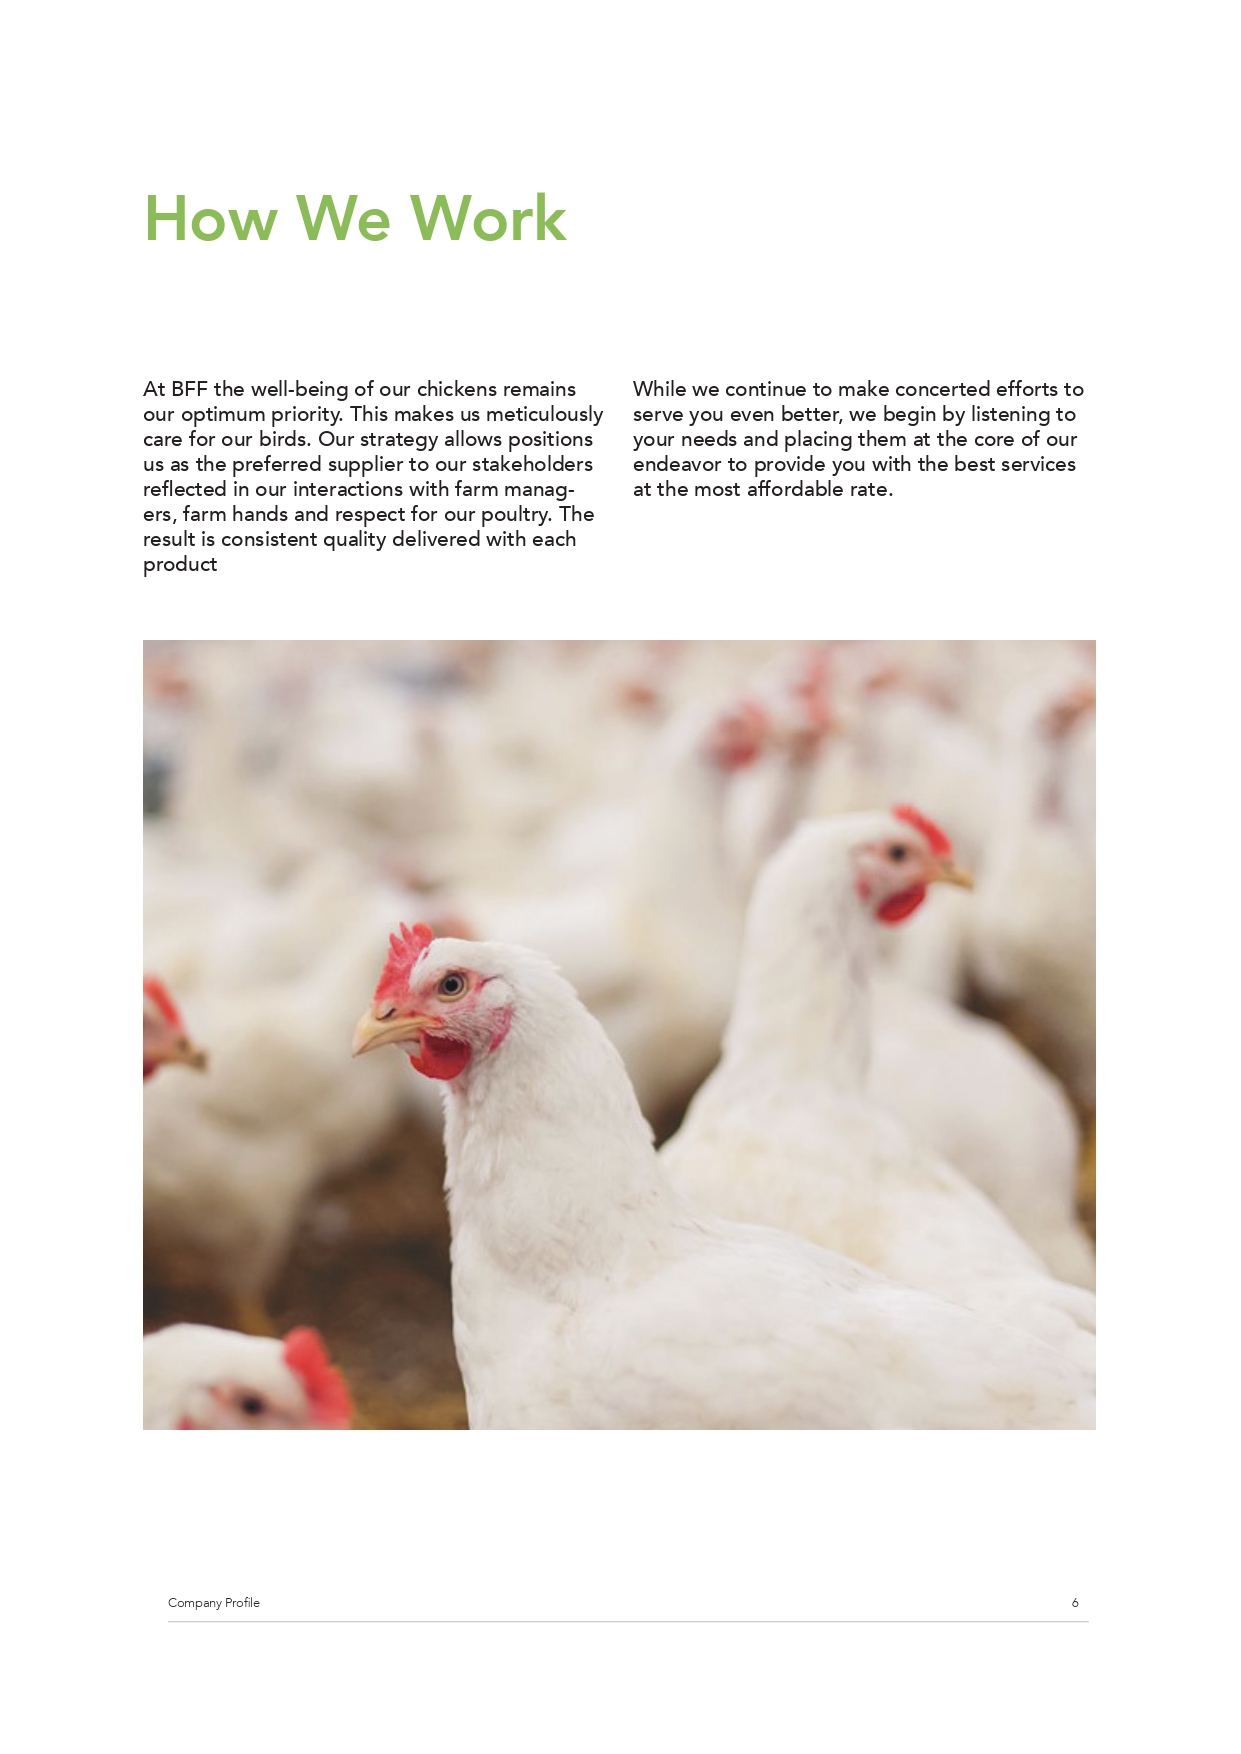 How We Work
At BFF the well-being of our chickens remains
our optimum priority. This makes us meticulously
care for our birds. Our strategy allows positions
us as the preferred supplier to our stakeholders
reflected in our interactions with farm manag-
ers, farm hands and respect for our poultry. The
result is consistent quality delivered with each
product
While we continue to make concerted efforts to
serve you even better, we begin by listening to
your needs and placing them at the core of our
endeavor to provide you with the best services
at the most affordable rate.
Company Profile
6